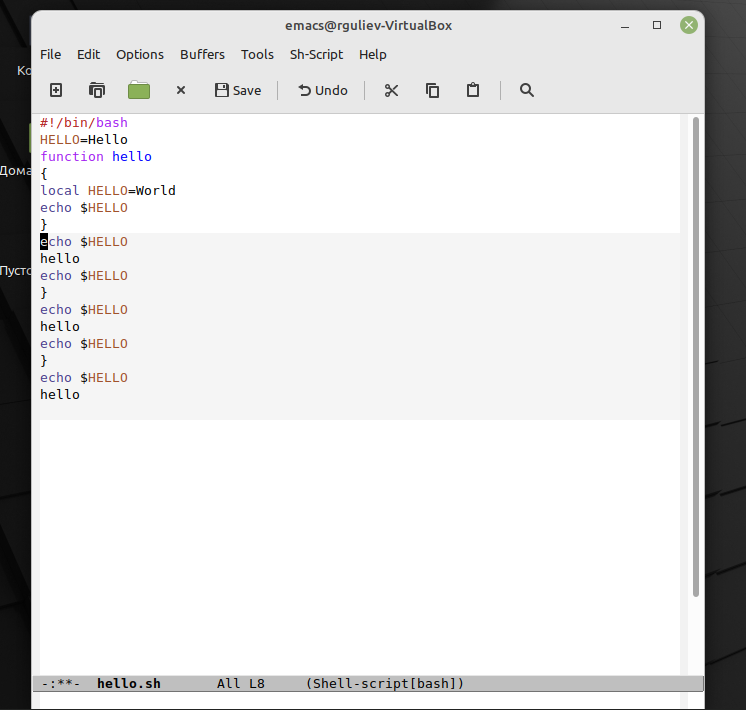 emacs@rguliev-VirtualBox
File Edit Options Buffers Tools Sh-Script Help
Save Undo
Ко
Дома
Пусто
#!/bin/bash
HELLO=Hello
function hello
{
local HELLO=World
echo $HELLO
}
echo $HELLO
hello
echo $HELLO
}
echo $HELLO
hello
echo $HELLO
}
echo $HELLO
hello
-:**- hello.sh All L8 (Shell-script[bash])